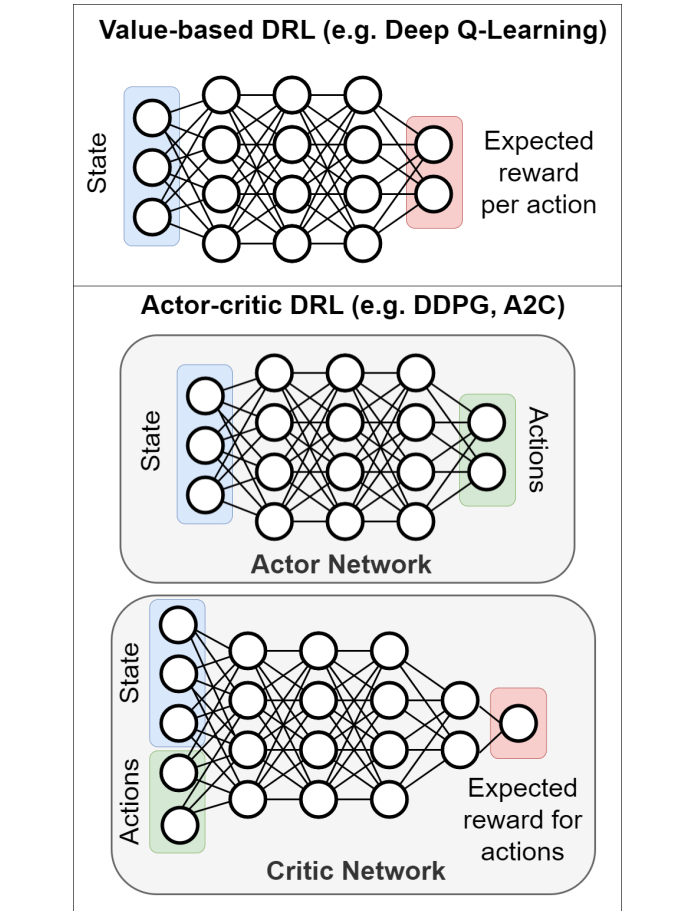 Value-based DRL (e.g. Deep Q-Learning)
State
Expected
reward
per action
Actor-critic DRL (e.g. DDPG, A2C)
State
Actions
Actor Network
State
Actions
Expected
reward for
actions
Critic Network